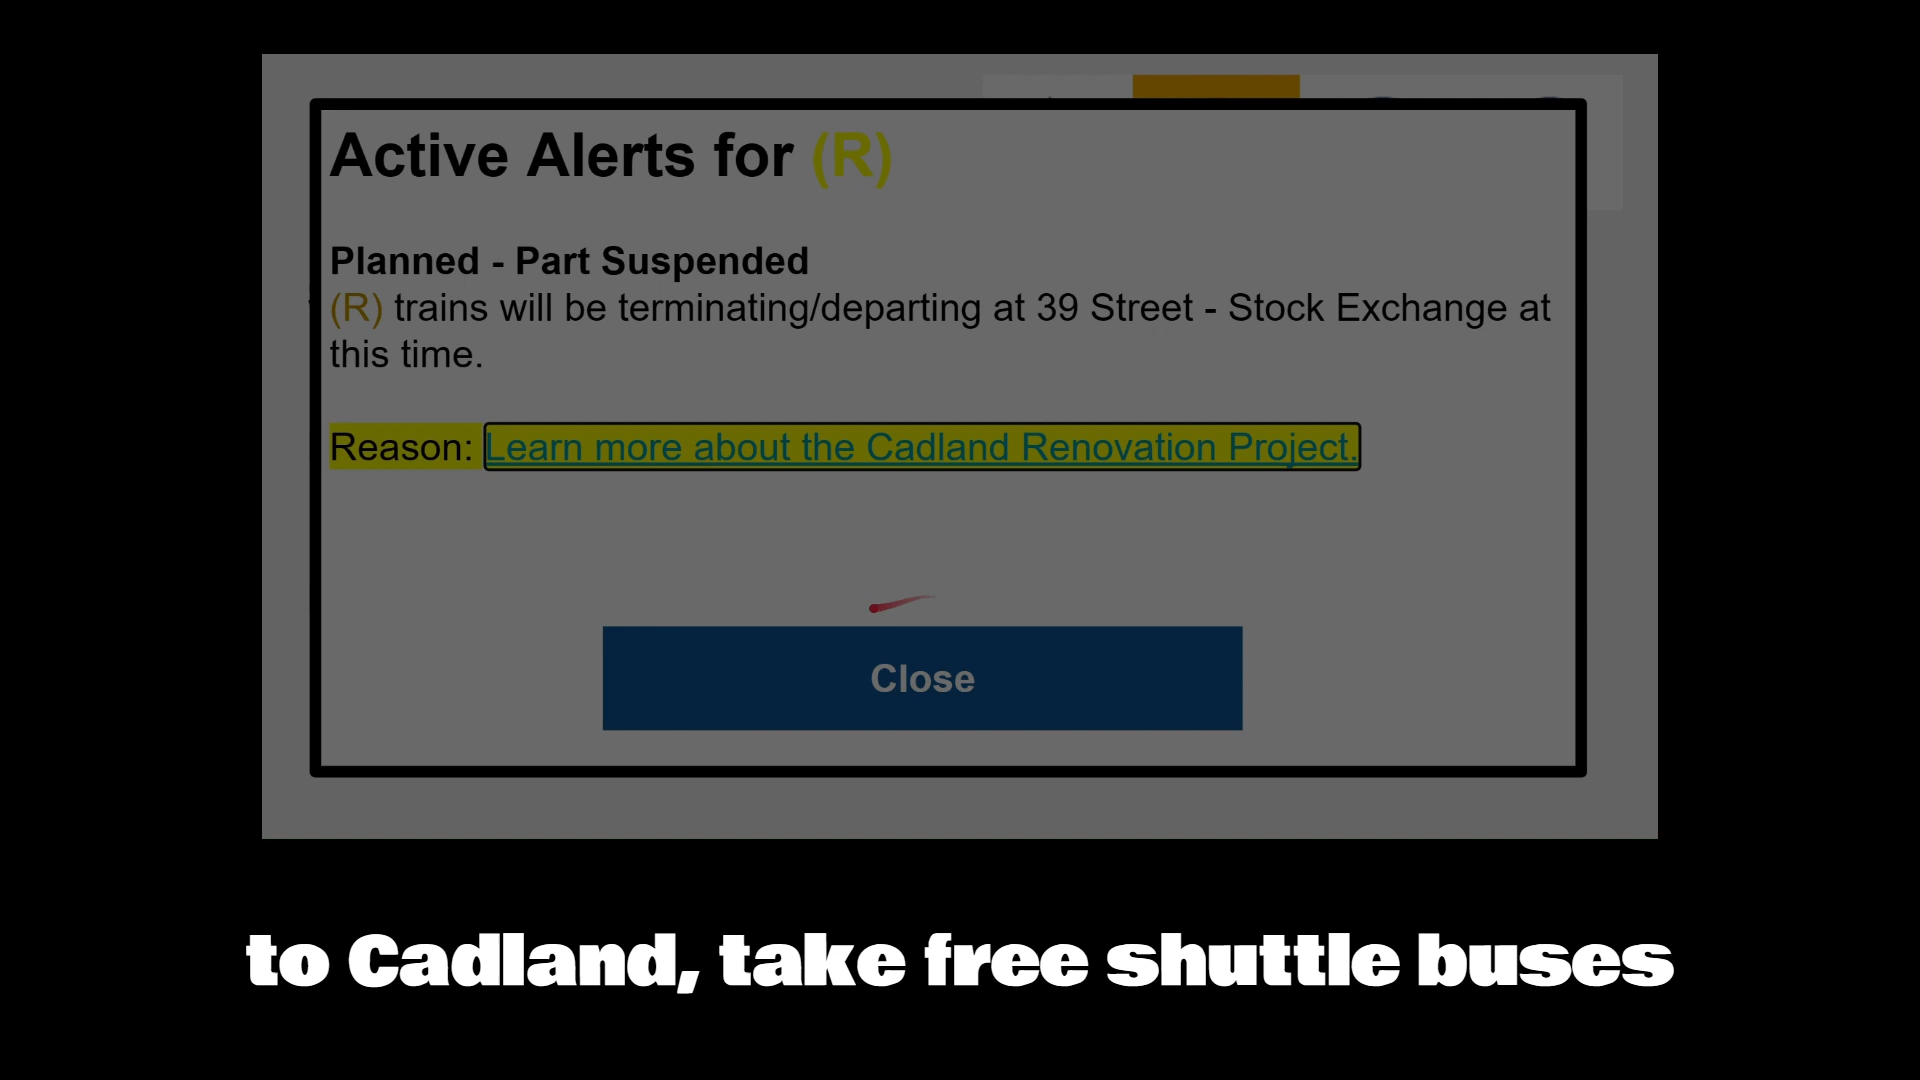 Active Alerts for (R)
Planned - Part Suspended
(R) trains will be terminating/departing at 39 Street - Stock Exchange at
this time.
Reason: Learn more about the Cadland Renovation Project.
Close
to Cadland, take free shuttle buses